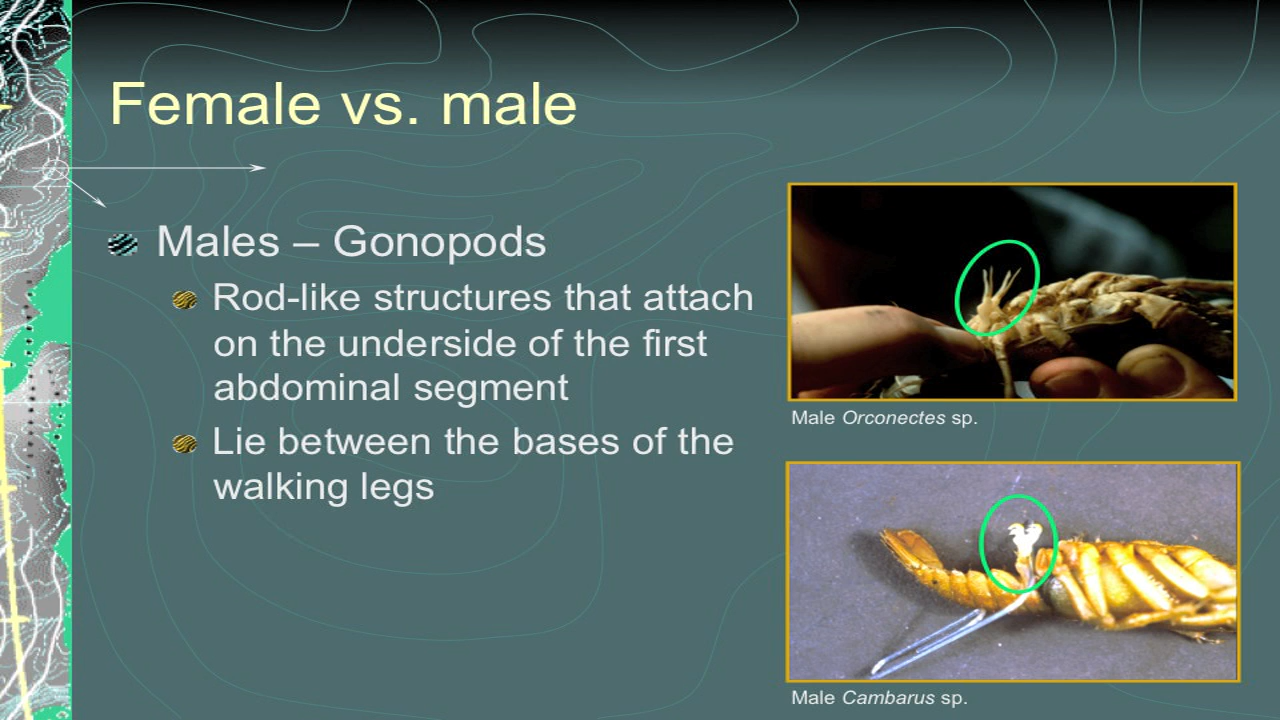 Female vs. male
Males – Gonopods
Rod-like structures that attach
on the underside of the first
abdominal segment
Lie between the bases of the
walking legs
Male Orconectes sp.
Male Cambarus sp.